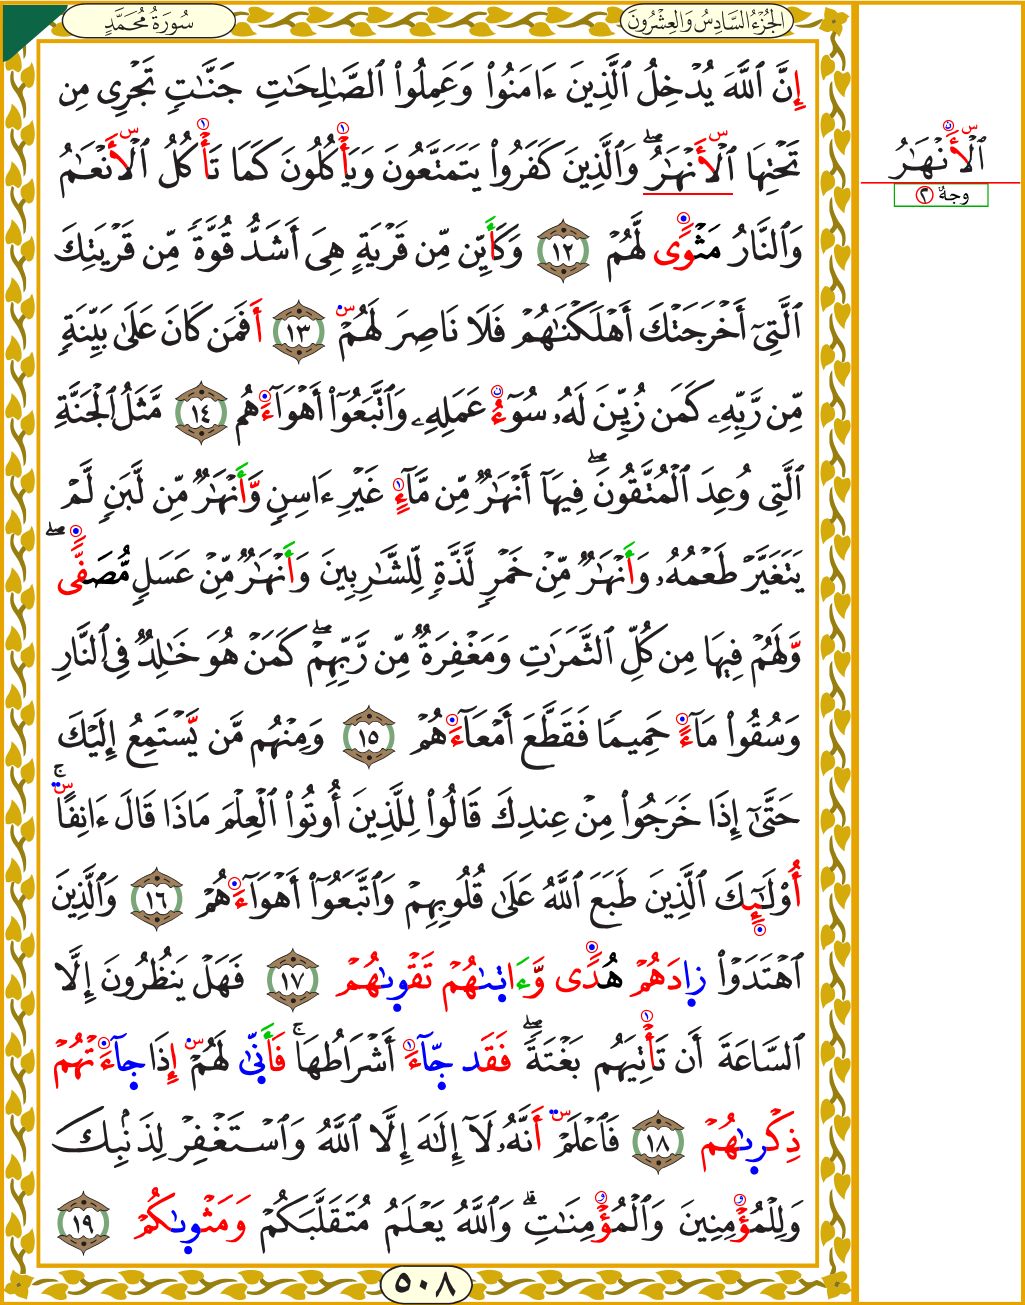 الجُزْءُ السَّادِسُ وَالعِشْرُونَ
سُورَةُ مُحَمَّدٍ
إِنَّ ٱللَّهَ يُدْخِلُ ٱلَّذِينَ ءَامَنُوا۟ وَعَمِلُوا۟ ٱلصَّـٰلِحَـٰتِ جَنَّـٰتٍ تَجْرِى مِن
تَحْتِهَا ٱلْأَنْهَـٰرُ ۖ وَٱلَّذِينَ كَفَرُوا۟ يَتَمَتَّعُونَ وَيَأْكُلُونَ كَمَا تَأْكُلُ ٱلْأَنْعَـٰمُ
وَٱلنَّارُ مَثْوًى لَّهُمْ ١٢ وَكَأَيِّن مِّن قَرْيَةٍ هِىَ أَشَدُّ قُوَّةً مِّن قَرْيَتِكَ
ٱلَّتِىٓ أَخْرَجَتْكَ أَهْلَكْنَـٰهُمْ فَلَا نَاصِرَ لَهُمْ ١٣ أَفَمَن كَانَ عَلَىٰ بَيِّنَةٍ
مِّن رَّبِّهِۦ كَمَن زُيِّنَ لَهُۥ سُوٓءُ عَمَلِهِۦ وَٱتَّبَعُوٓا۟ أَهْوَآءَهُم ١٤ مَّثَلُ ٱلْجَنَّةِ
ٱلَّتِى وُعِدَ ٱلْمُتَّقُونَ ۖ فِيهَآ أَنْهَـٰرٌ مِّن مَّآءٍ غَيْرِ ءَاسِنٍ وَأَنْهَـٰرٌ مِّن لَّبَنٍ لَّمْ
يَتَغَيَّرْ طَعْمُهُۥ وَأَنْهَـٰرٌ مِّنْ خَمْرٍ لَّذَّةٍ لِّلشَّـٰرِبِينَ وَأَنْهَـٰرٌ مِّنْ عَسَلٍ مُّصَفًّى ۖ
وَلَهُمْ فِيهَا مِن كُلِّ ٱلثَّمَرَٰتِ وَمَغْفِرَةٌ مِّن رَّبِّهِمْ ۖ كَمَنْ هُوَ خَـٰلِدٌ فِى ٱلنَّارِ
وَسُقُوا۟ مَآءً حَمِيمًا فَقَطَّعَ أَمْعَآءَهُمْ ١٥ وَمِنْهُم مَّن يَسْتَمِعُ إِلَيْكَ
حَتَّىٰٓ إِذَا خَرَجُوا۟ مِنْ عِندِكَ قَالُوا۟ لِلَّذِينَ أُوتُوا۟ ٱلْعِلْمَ مَاذَا قَالَ ءَانِفًا ۚ
أُو۟لَـٰٓئِكَ ٱلَّذِينَ طَبَعَ ٱللَّهُ عَلَىٰ قُلُوبِهِمْ وَٱتَّبَعُوٓا۟ أَهْوَآءَهُمْ ١٦ وَٱلَّذِينَ
ٱهْتَدَوْا۟ زَادَهُمْ هُدًى وَءَاتَىٰهُمْ تَقْوَىٰهُمْ ١٧ فَهَلْ يَنظُرُونَ إِلَّا
ٱلسَّاعَةَ أَن تَأْتِيَهُم بَغْتَةً ۖ فَقَدْ جَآءَ أَشْرَاطُهَا ۚ فَأَنَّىٰ لَهُمْ إِذَا جَآءَتْهُمْ
ذِكْرَىٰهُمْ ١٨ فَٱعْلَمْ أَنَّهُۥ لَآ إِلَـٰهَ إِلَّا ٱللَّهُ وَٱسْتَغْفِرْ لِذَنۢبِكَ
وَلِلْمُؤْمِنِينَ وَٱلْمُؤْمِنَـٰتِ ۗ وَٱللَّهُ يَعْلَمُ مُتَقَلَّبَكُمْ وَمَثْوَىٰكُمْ ١٩
٥٠٨
ٱلْأَنْهَـٰرُ
وجهٌ ٢